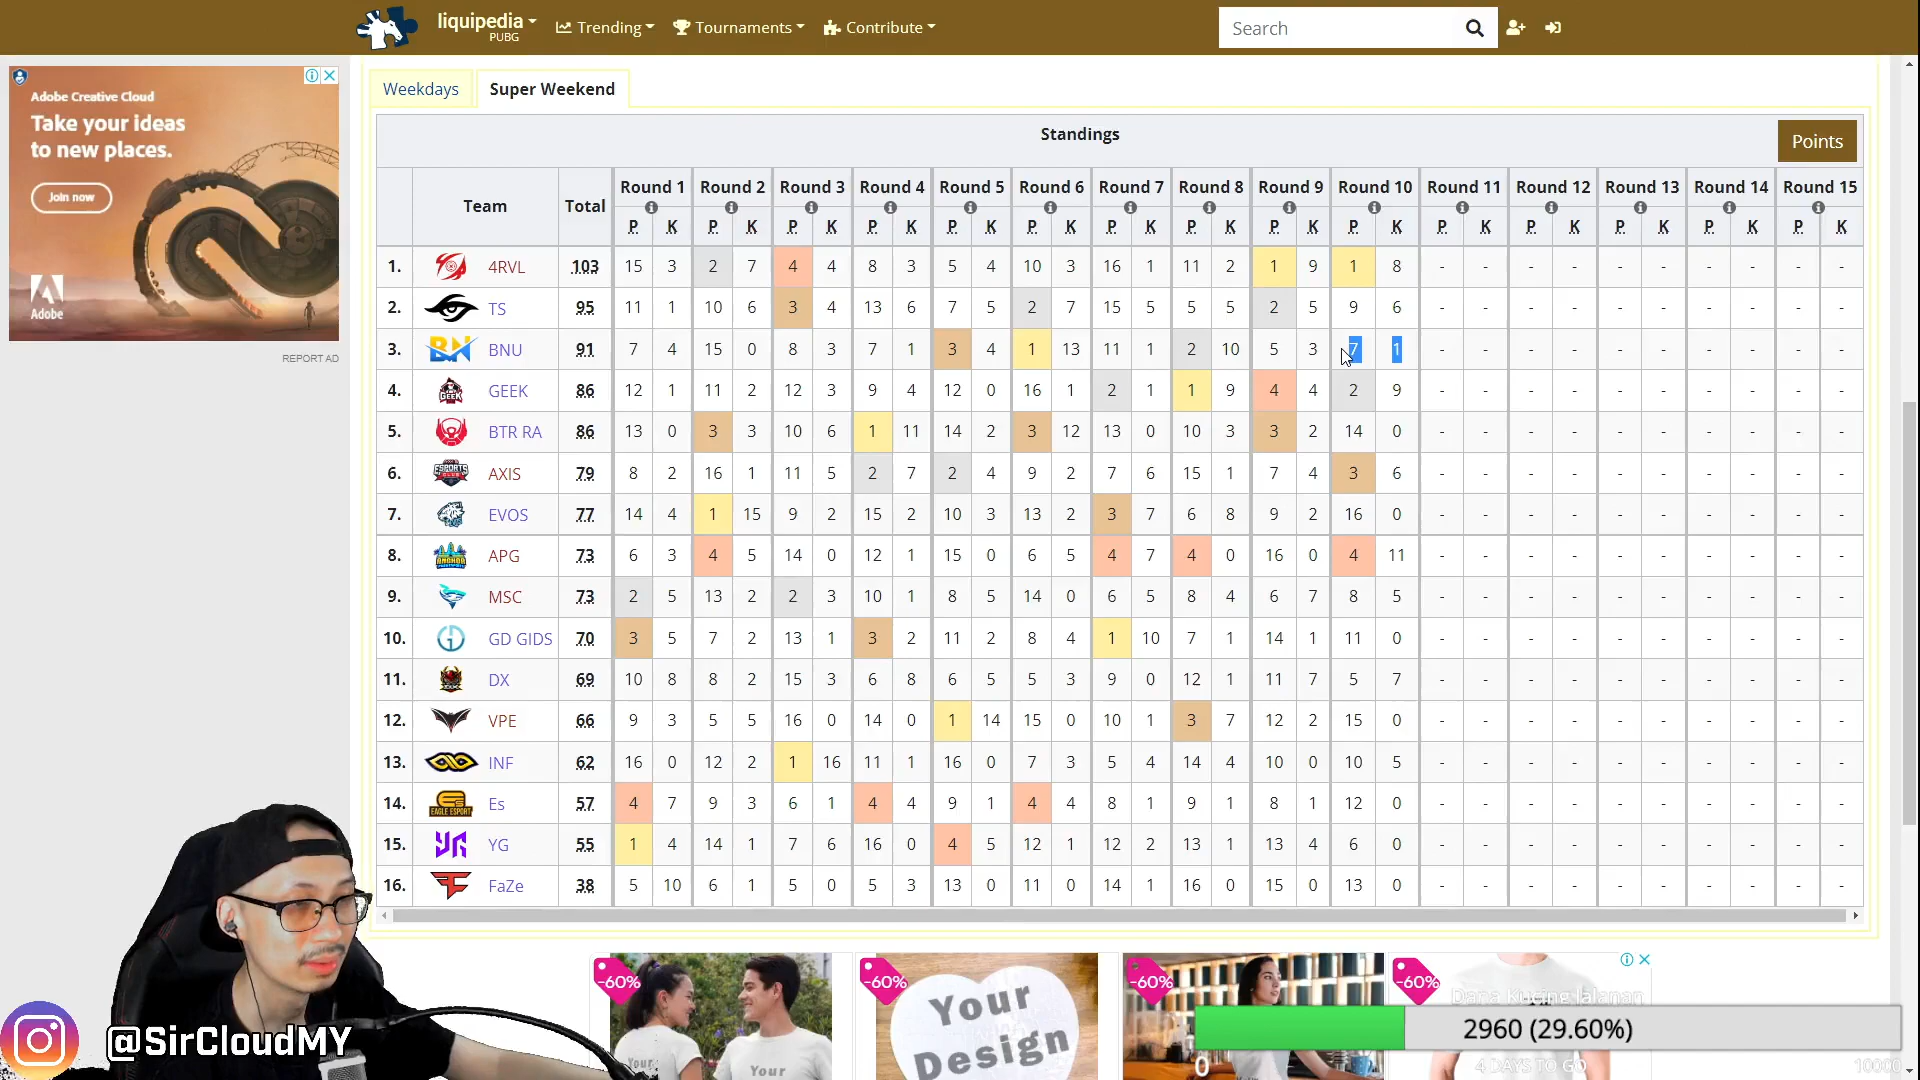 liquipedia
PUBG
Trending
Tournaments
Contribute
Search
Adobe Creative Cloud
Take your ideas
to new places.
Join now
Adobe
REPORT AD
Weekdays
Super Weekend
Standings
Points
Team Total Round 1 Round 2 Round 3 Round 4 Round 5 Round 6 Round 7 Round 8 Round 9 Round 10 Round 11 Round 12 Round 13 Round 14 Round 15
P K P K P K P K P K P K P K P K P K P K P K P K P K P K P K
1. 4RVL 103 15 3 2 7 4 4 8 3 5 4 10 3 16 1 11 2 1 9 1 8 - - - - - - - - - -
2. TS 95 11 1 10 6 3 4 13 6 7 5 2 7 15 5 5 5 2 5 9 6 - - - - - - - - - -
3. BNU 91 7 4 15 0 8 3 7 1 3 4 1 13 11 1 2 10 5 3 7 1 - - - - - - - - - -
4. GEEK 86 12 1 11 2 12 3 9 4 12 0 16 1 2 1 1 9 4 4 2 9 - - - - - - - - - -
5. BTR RA 86 13 0 3 3 10 6 1 11 14 2 3 12 13 0 10 3 3 2 14 0 - - - - - - - - - -
6. AXIS 79 8 2 16 1 11 5 2 7 2 4 9 2 7 6 15 1 7 4 3 6 - - - - - - - - - -
7. EVOS 77 14 4 1 15 9 2 15 2 10 3 13 2 3 7 6 8 9 2 16 0 - - - - - - - - - -
8. APG 73 6 3 4 5 14 0 12 1 15 0 6 5 4 7 4 0 16 0 4 11 - - - - - - - - - -
9. MSC 73 2 5 13 2 2 3 10 1 8 5 14 0 6 5 8 4 6 7 8 5 - - - - - - - - - -
10. GD GIDS 70 3 5 7 2 13 1 3 2 11 2 8 4 1 10 7 1 14 1 11 0 - - - - - - - - - -
11. DX 69 10 8 8 2 15 3 6 8 6 5 5 3 9 0 12 1 11 7 5 7 - - - - - - - - - -
12. VPE 66 9 3 5 5 16 0 14 0 1 14 15 0 10 1 3 7 12 2 15 0 - - - - - - - - - -
13. INF 62 16 0 12 2 1 16 11 1 16 0 7 3 5 4 14 4 10 0 10 5 - - - - - - - - - -
14. Es 57 4 7 9 3 6 1 4 4 9 1 4 4 8 1 9 1 8 1 12 0 - - - - - - - - - -
15. YG 55 1 4 14 1 7 6 16 0 4 5 12 1 12 2 13 1 13 4 6 0 - - - - - - - - - -
16. FaZe 38 5 10 6 1 5 0 5 3 13 0 11 0 14 1 16 0 15 0 13 0 - - - - - - - - - -
-60%
-60%
-60%
-60%
Your
Design
Your
Your
Dana Kucing Jalanan
2960 (29.60%)
0
4 DAYS TO GO
10000
@SirCloudMY